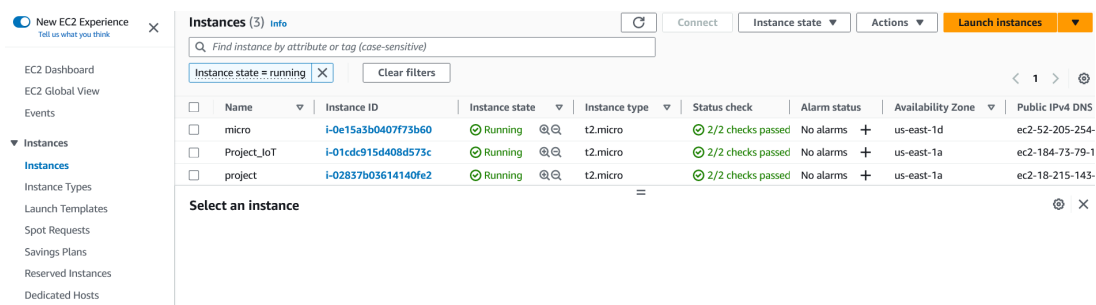 New EC2 Experience
Tell us what you think
EC2 Dashboard
EC2 Global View
Events
Instances
Instances
Instance Types
Launch Templates
Spot Requests
Savings Plans
Reserved Instances
Dedicated Hosts
Instances (3) Info
Connect Instance state Actions Launch instances
Find instance by attribute or tag (case-sensitive)
Instance state = running Clear filters
1
Name Instance ID Instance state Instance type Status check Alarm status Availability Zone Public IPv4 DNS
micro i-0e15a3b0407f73b60 Running t2.micro 2/2 checks passed No alarms + us-east-1d ec2-52-205-254-
Project_IoT i-01cdc915d408d573c Running t2.micro 2/2 checks passed No alarms + us-east-1a ec2-184-73-79-1
project i-02837b03614140fe2 Running t2.micro 2/2 checks passed No alarms + us-east-1a ec2-18-215-143-
Select an instance